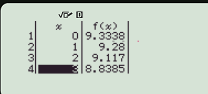 √⊡' D
x f(x)
1 0 9.3338
2 1 9.28
3 2 9.117
4 3 8.8385